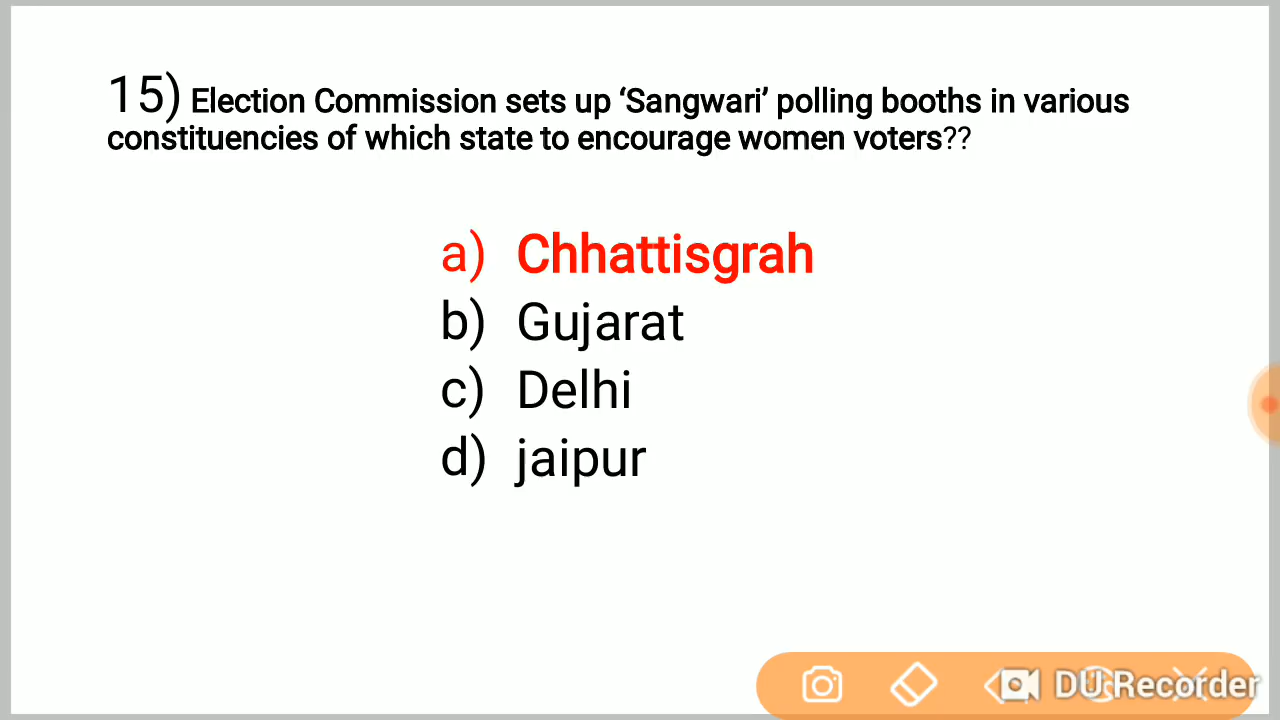 15) Election Commission sets up ‘Sangwari’ polling booths in various
constituencies of which state to encourage women voters??
a) Chhattisgrah
b) Gujarat
c) Delhi
d) jaipur
DU Recorder